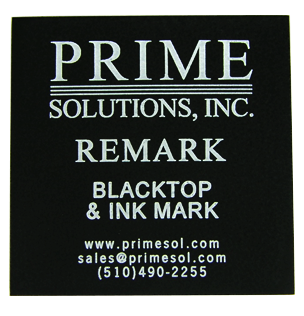 PRIME
SOLUTIONS, INC.
REMARK
BLACKTOP
& INK MARK
www.primesol.com
sales@primesol.com
(510)490-2255